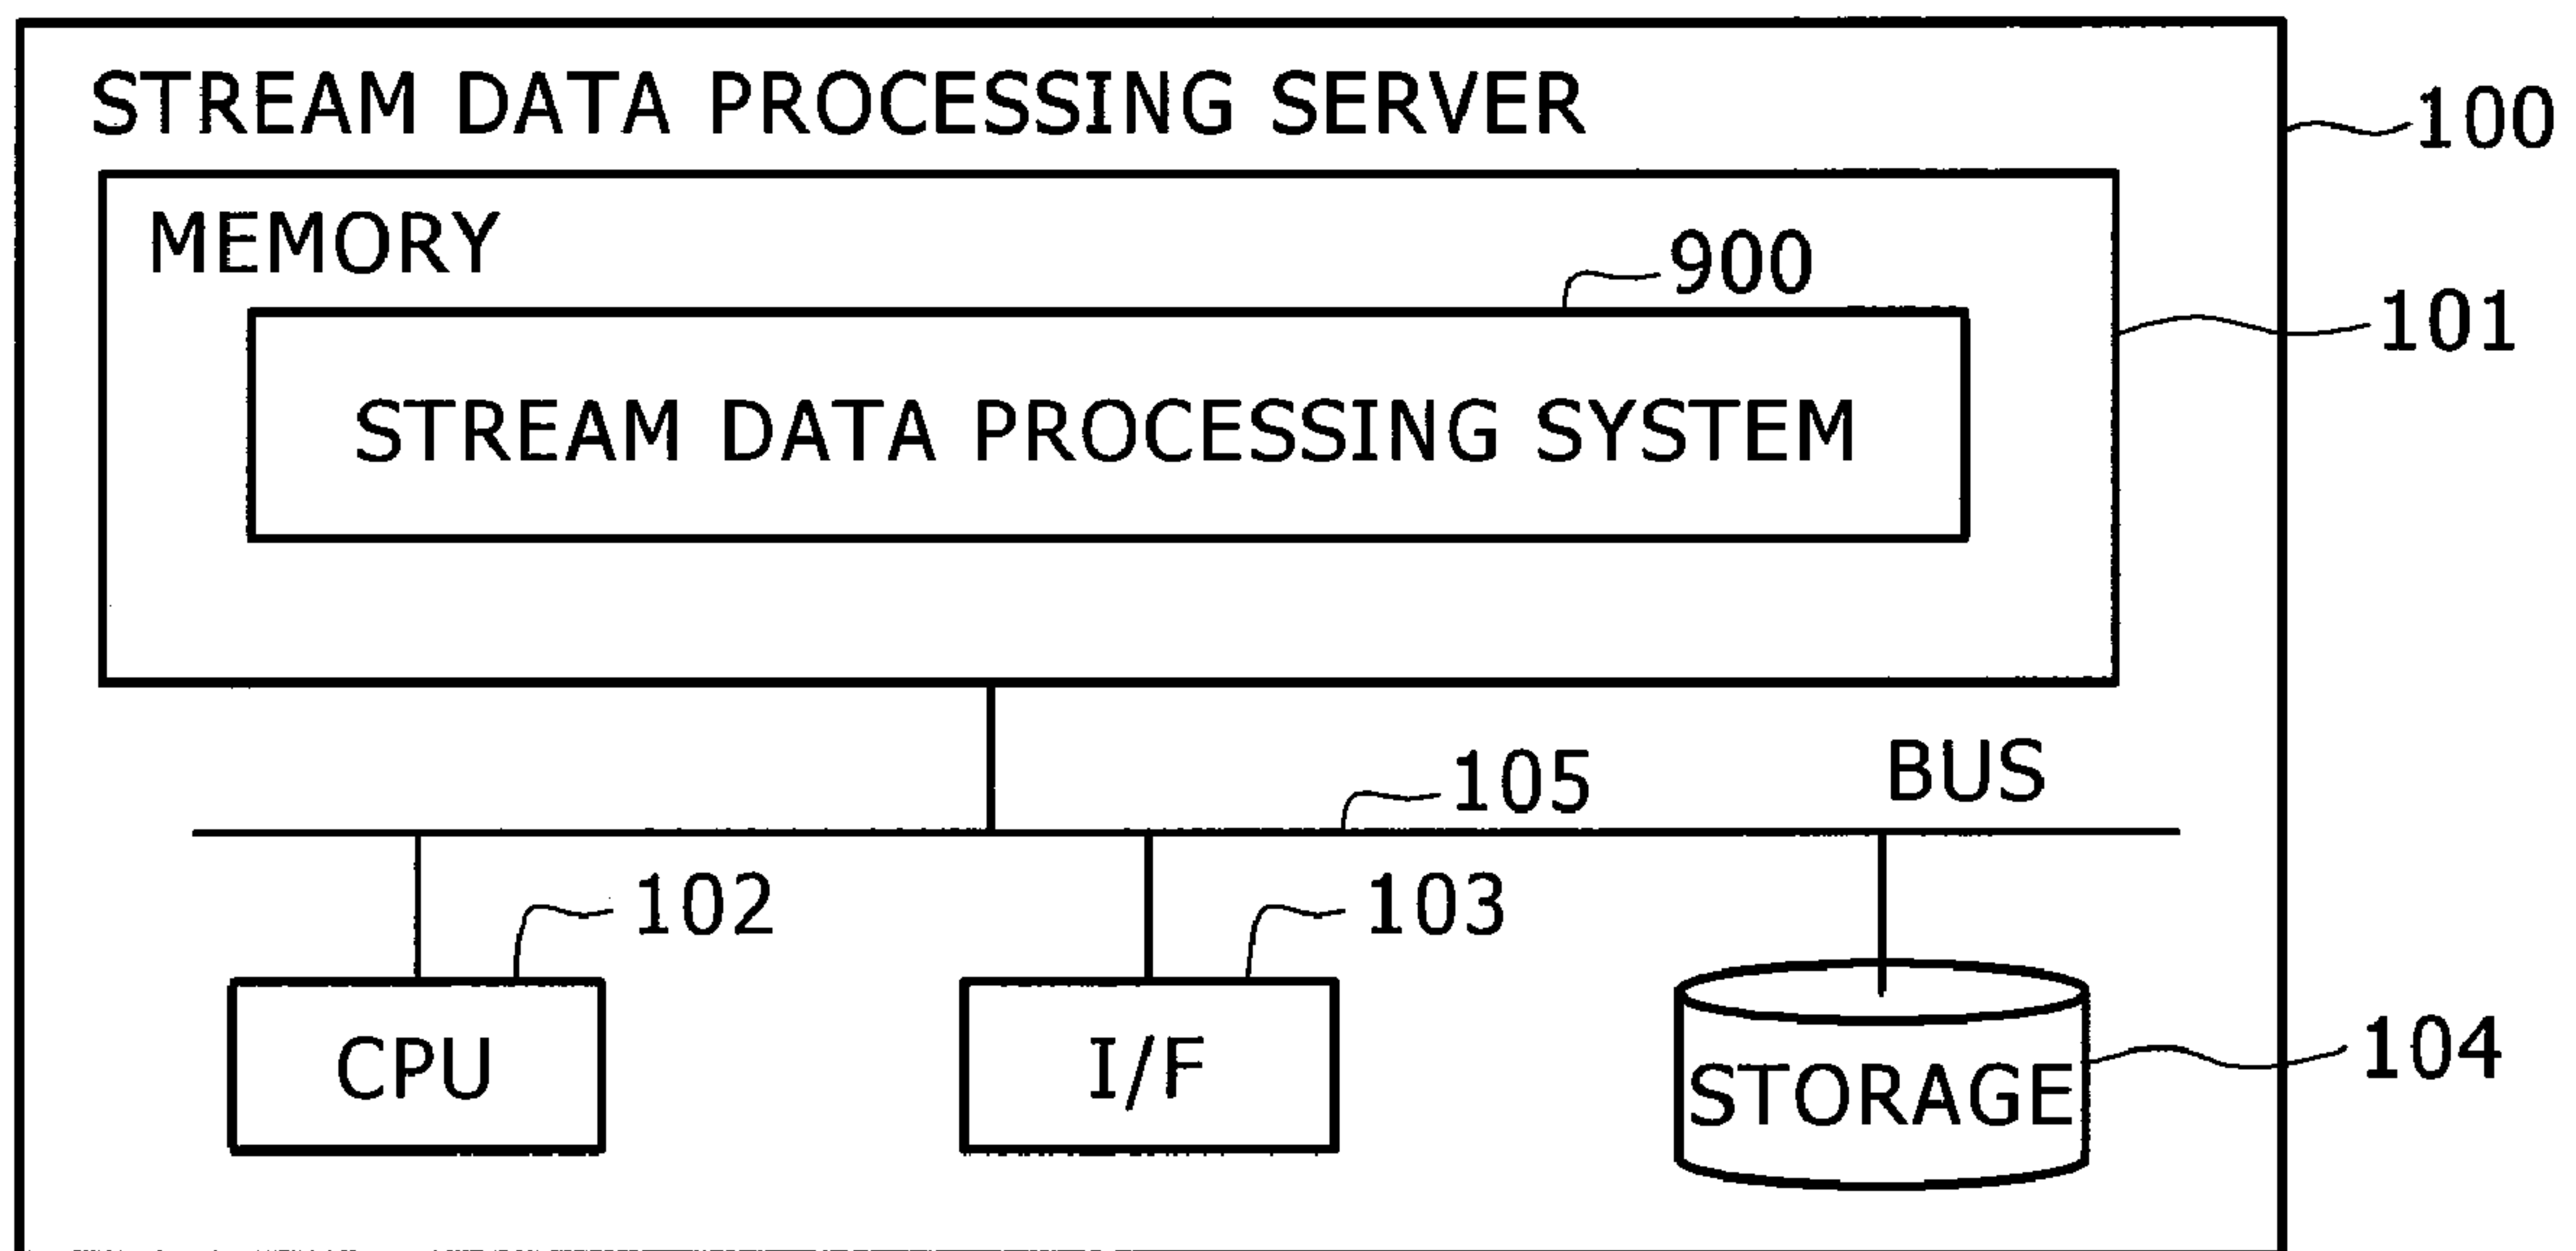 STREAM DATA PROCESSING SERVER
100
MEMORY
900
101
STREAM DATA PROCESSING SYSTEM
105
BUS
102
103
CPU
I/F
STORAGE
104